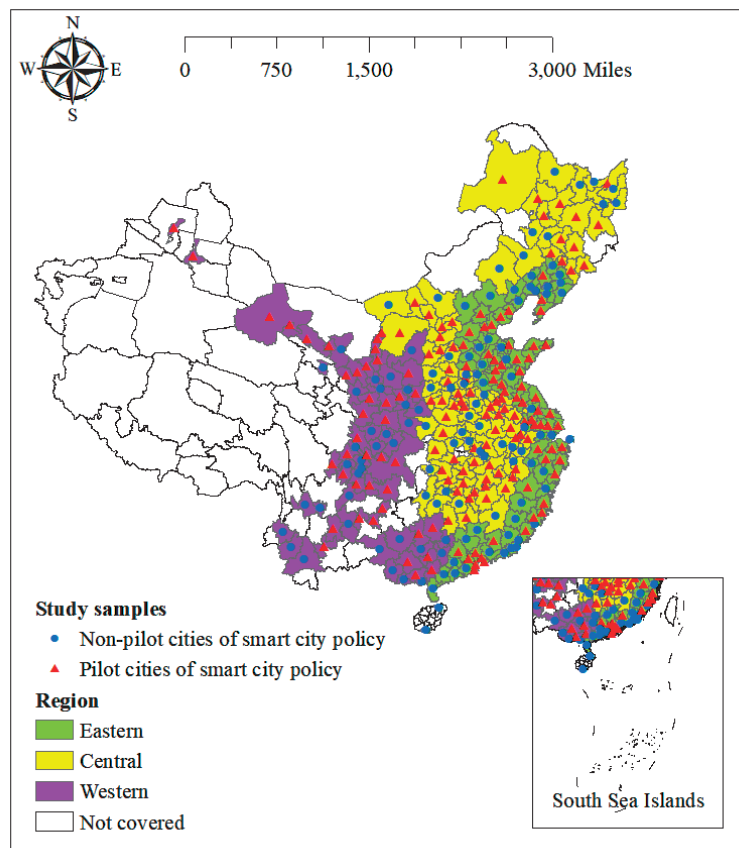 N
W E
S
0 750 1,500 3,000 Miles
Study samples
Non-pilot cities of smart city policy
Pilot cities of smart city policy
Region
Eastern
Central
Western
Not covered
South Sea Islands